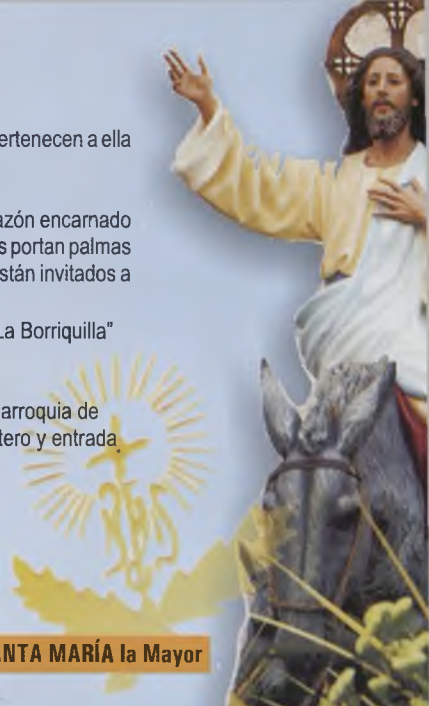 ertenecen a ella
azón encarnado
s portan palmas
stán invitados a
La Borriquilla"
arroquia de
tero y entrada
NTA MARÍA la Mayor